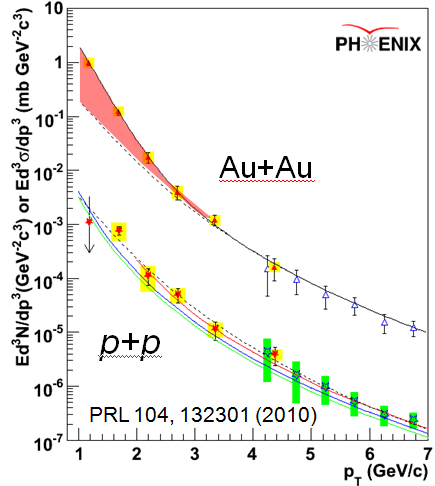 PHENIX
Ed³N/dp³(GeV⁻²c³) or Ed³σ/dp³ (mb GeV⁻²c³)
10
1
10⁻¹
10⁻²
10⁻³
10⁻⁴
10⁻⁵
10⁻⁶
10⁻⁷
Au+Au
p+p
PRL 104, 132301 (2010)
1 2 3 4 5 6 7
p_T (GeV/c)